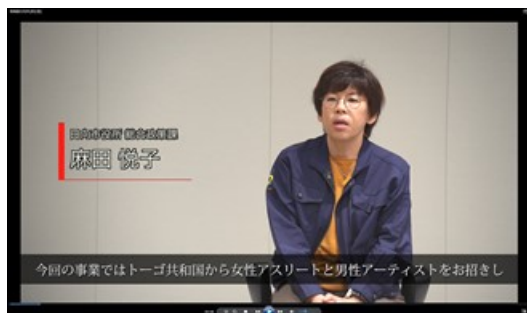 日向市役所 総合政策課
麻田 悦子
今回の事業ではトーゴ共和国から女性アスリートと男性アーティストをお招きし